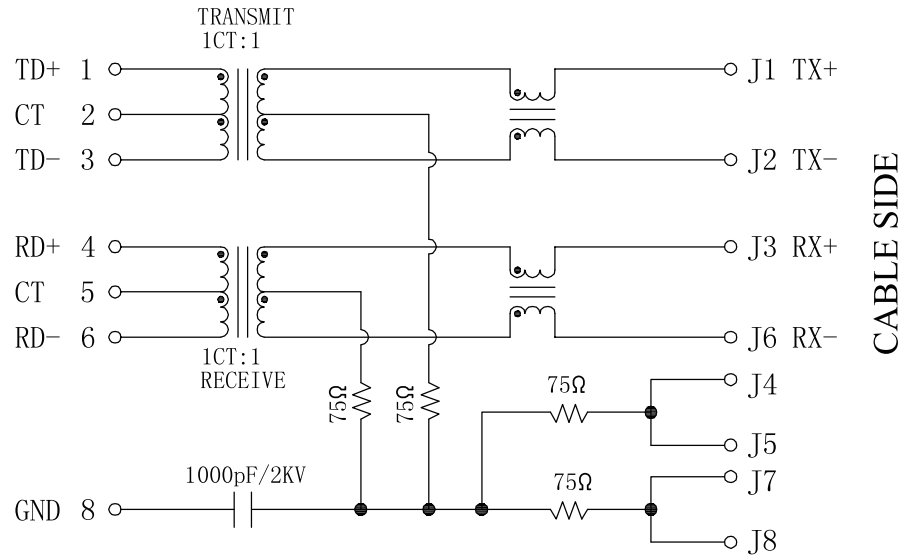 TRANSMIT
1CT:1
TD+ 1
CT 2
TD- 3
J1 TX+
J2 TX-
RD+ 4
CT 5
RD- 6
J3 RX+
J6 RX-
1CT:1
RECEIVE
CABLE SIDE
75Ω
75Ω
75Ω
J4
J5
1000pF/2KV
75Ω
J7
GND 8
J8